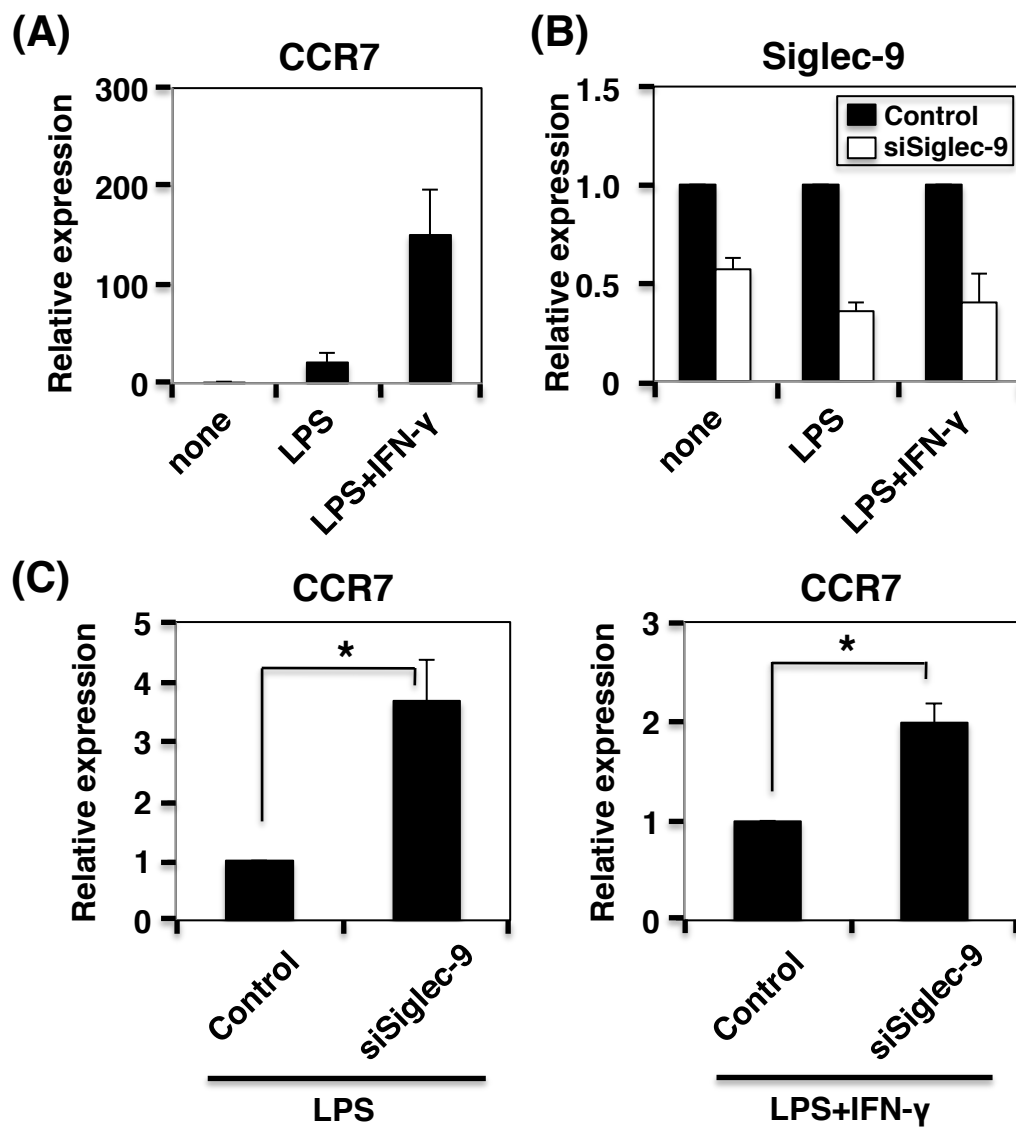 (A)
CCR7
Relative expression
300
200
100
0
none
LPS
LPS+IFN-γ
(B)
Siglec-9
Relative expression
1.5
1.0
0.5
0
Control
siSiglec-9
none
LPS
LPS+IFN-γ
(C)
CCR7
Relative expression
5
4
3
2
1
0
*
Control
siSiglec-9
LPS
CCR7
Relative expression
3
2
1
0
*
Control
siSiglec-9
LPS+IFN-γ